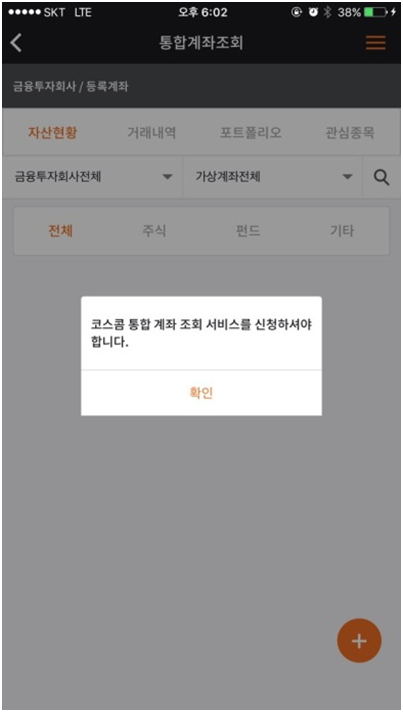 ●●●●● SKT LTE 오후 6:02 38%
통합계좌조회
금융투자회사 / 등록계좌
자산현황 거래내역 포트폴리오 관심종목
금융투자회사전체 가상계좌전체
전체 주식 펀드 기타
코스콤 통합 계좌 조회 서비스를 신청하셔야
합니다.
확인
+